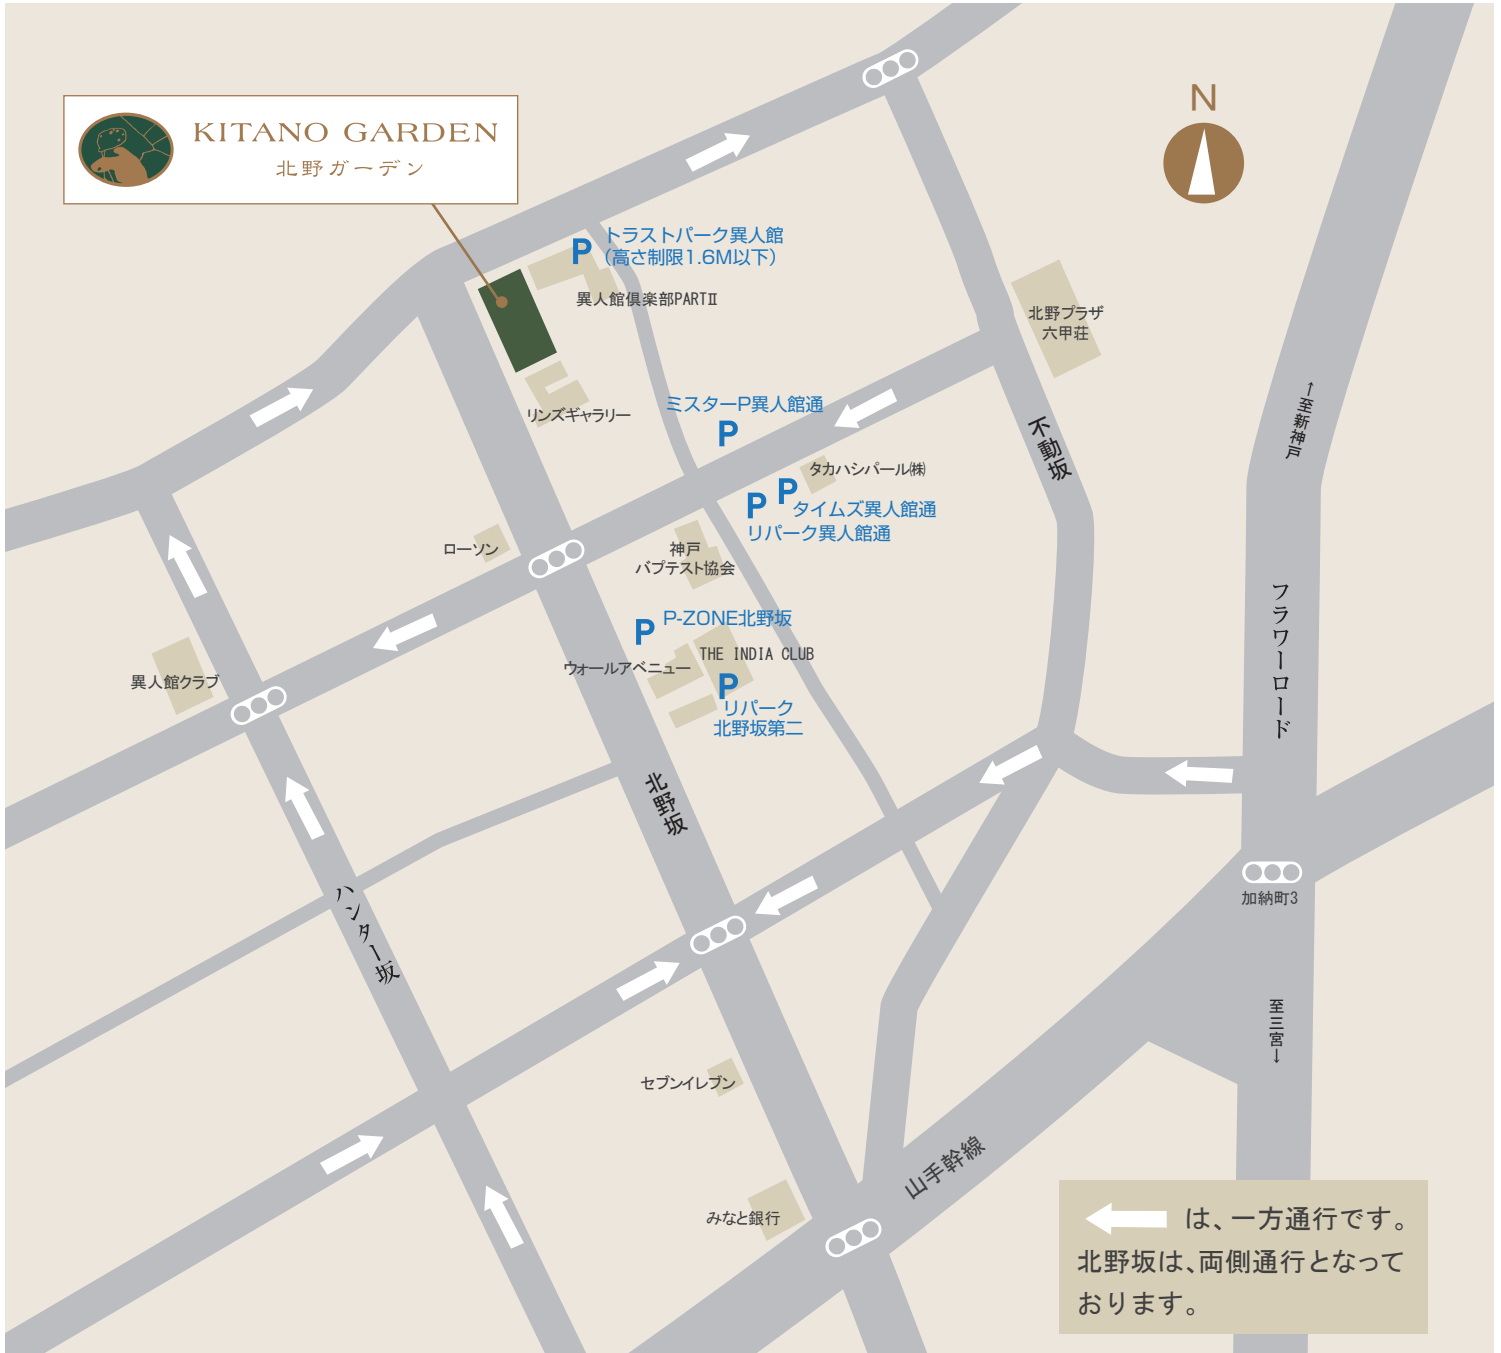 N
KITANO GARDEN
北野ガーデン
P
トラストパーク異人館
（高さ制限1.6M以下）
異人館倶楽部PARTⅡ
北野プラザ
六甲荘
リンズギャラリー
ミスターP異人館通
P
不動坂
←至新神戸
タカハシパール㈱
P
P
タイムズ異人館通
リパーク異人館通
ローソン
神戸
バプテスト協会
P-ZONE北野坂
P
THE INDIA CLUB
ウォールアベニュー
P
リパーク
北野坂第二
異人館クラブ
フラワーロード
北野坂
ハンター坂
加納町3
至三宮→
セブンイレブン
山手幹線
みなと銀行
は、一方通行です。
北野坂は、両側通行となって
おります。